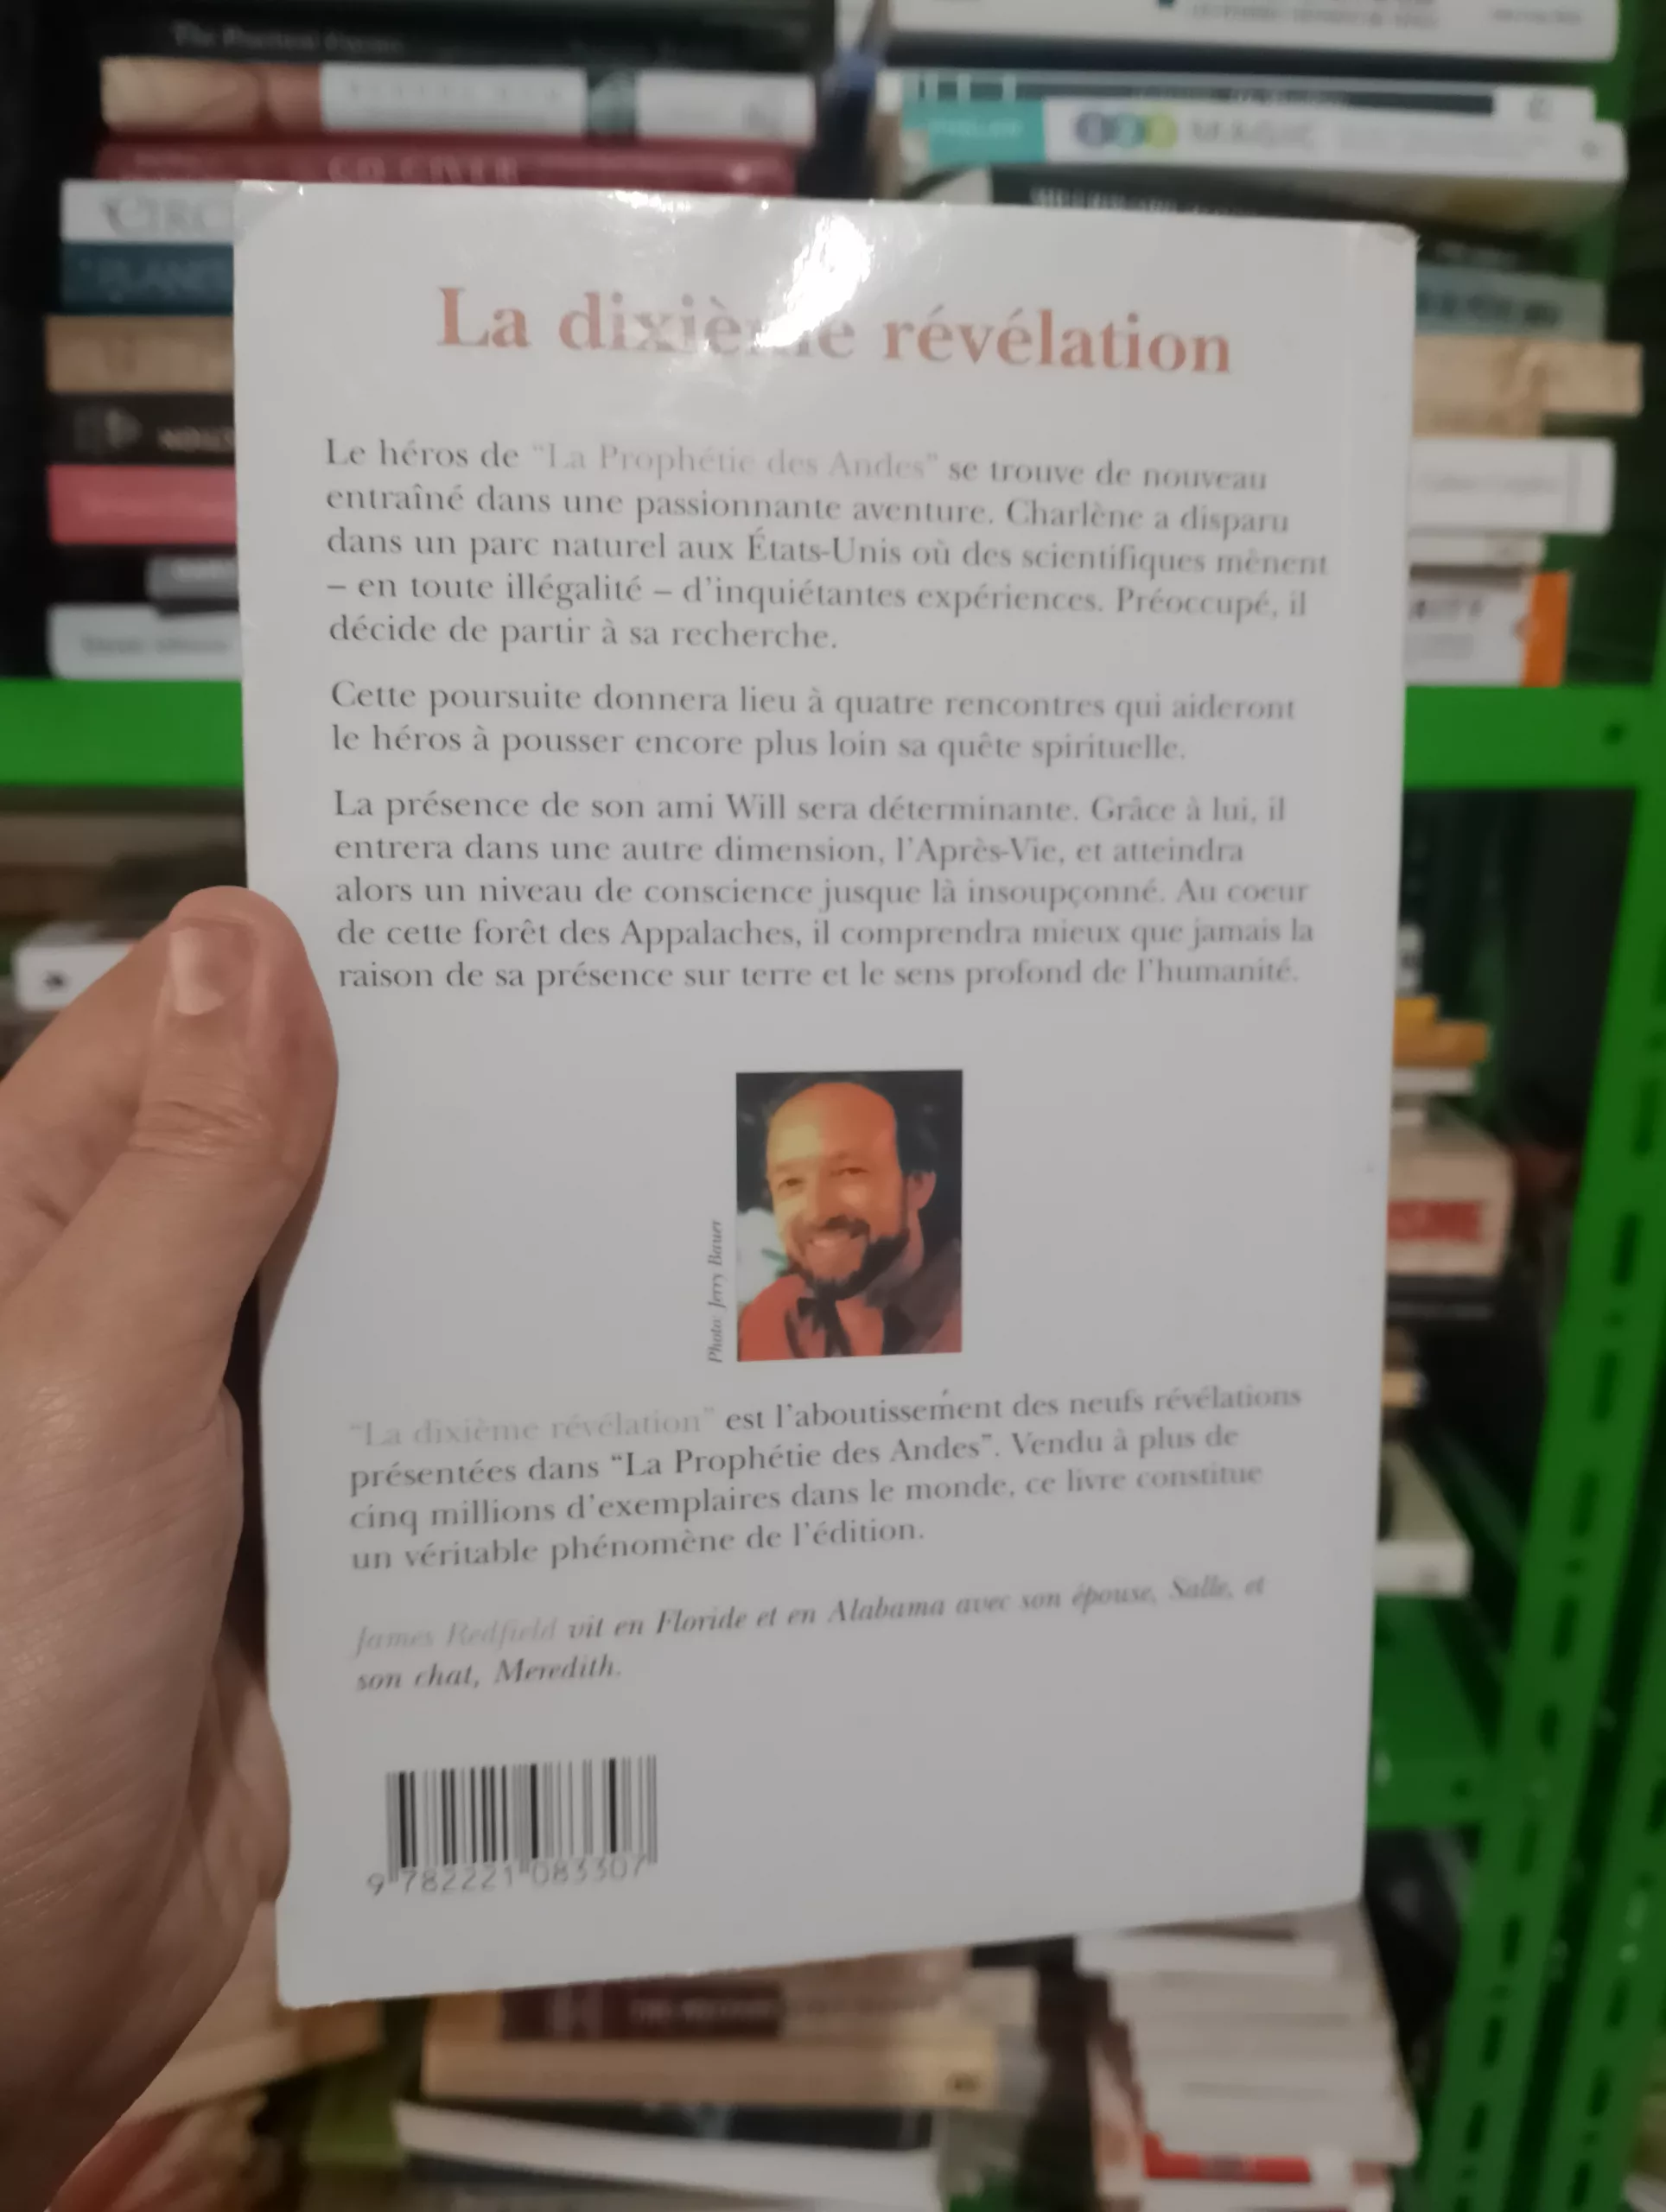 The Practical
CD COVER
CIRC
PLANET
MAGIC
La dixième révélation
Le héros de “La Prophétie des Andes” se trouve de nouveau
entraîné dans une passionnante aventure. Charlène a disparu
dans un parc naturel aux États-Unis où des scientifiques mènent
– en toute illégalité – d’inquiétantes expériences. Préoccupé, il
décide de partir à sa recherche.
Cette poursuite donnera lieu à quatre rencontres qui aideront
le héros à pousser encore plus loin sa quête spirituelle.
La présence de son ami Will sera déterminante. Grâce à lui, il
entrera dans une autre dimension, l’Après-Vie, et atteindra
alors un niveau de conscience jusque là insoupçonné. Au coeur
de cette forêt des Appalaches, il comprendra mieux que jamais la
raison de sa présence sur terre et le sens profond de l’humanité.
Photo: Jerry Bauer
“La dixième révélation” est l’aboutissement des neufs révélations
présentées dans “La Prophétie des Andes”. Vendu à plus de
cinq millions d’exemplaires dans le monde, ce livre constitue
un véritable phénomène de l’édition.
James Redfield vit en Floride et en Alabama avec son épouse, Salle, et
son chat, Meredith.
9 782221 083307